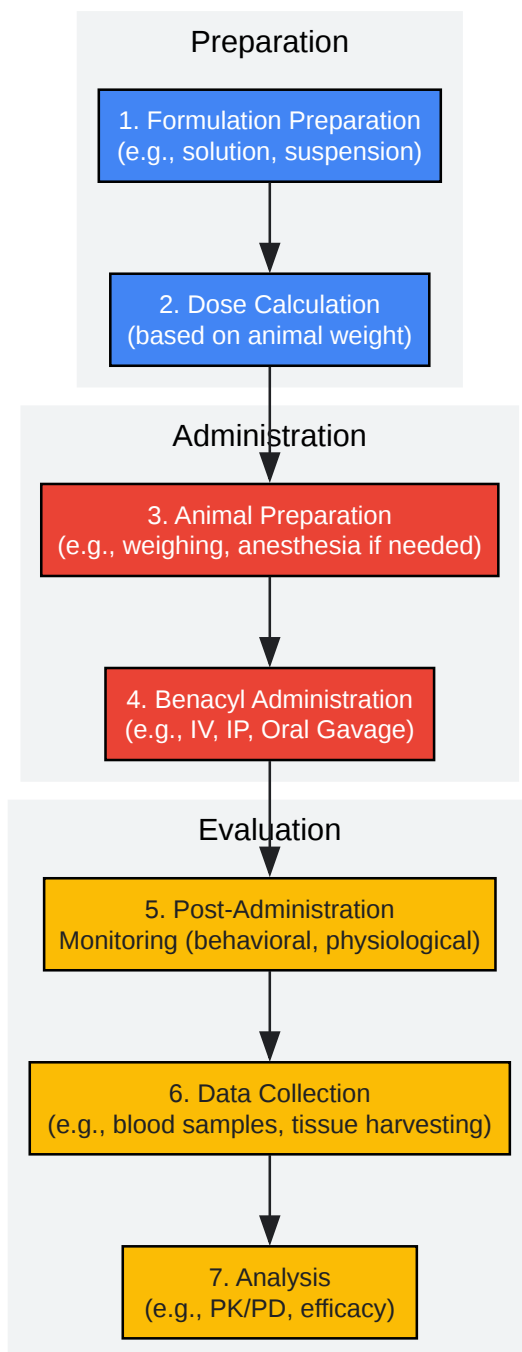 Preparation
1. Formulation Preparation
(e.g., solution, suspension)
2. Dose Calculation
(based on animal weight)
Administration
3. Animal Preparation
(e.g., weighing, anesthesia if needed)
4. Benacyl Administration
(e.g., IV, IP, Oral Gavage)
Evaluation
5. Post-Administration
Monitoring (behavioral, physiological)
6. Data Collection
(e.g., blood samples, tissue harvesting)
7. Analysis
(e.g., PK/PD, efficacy)